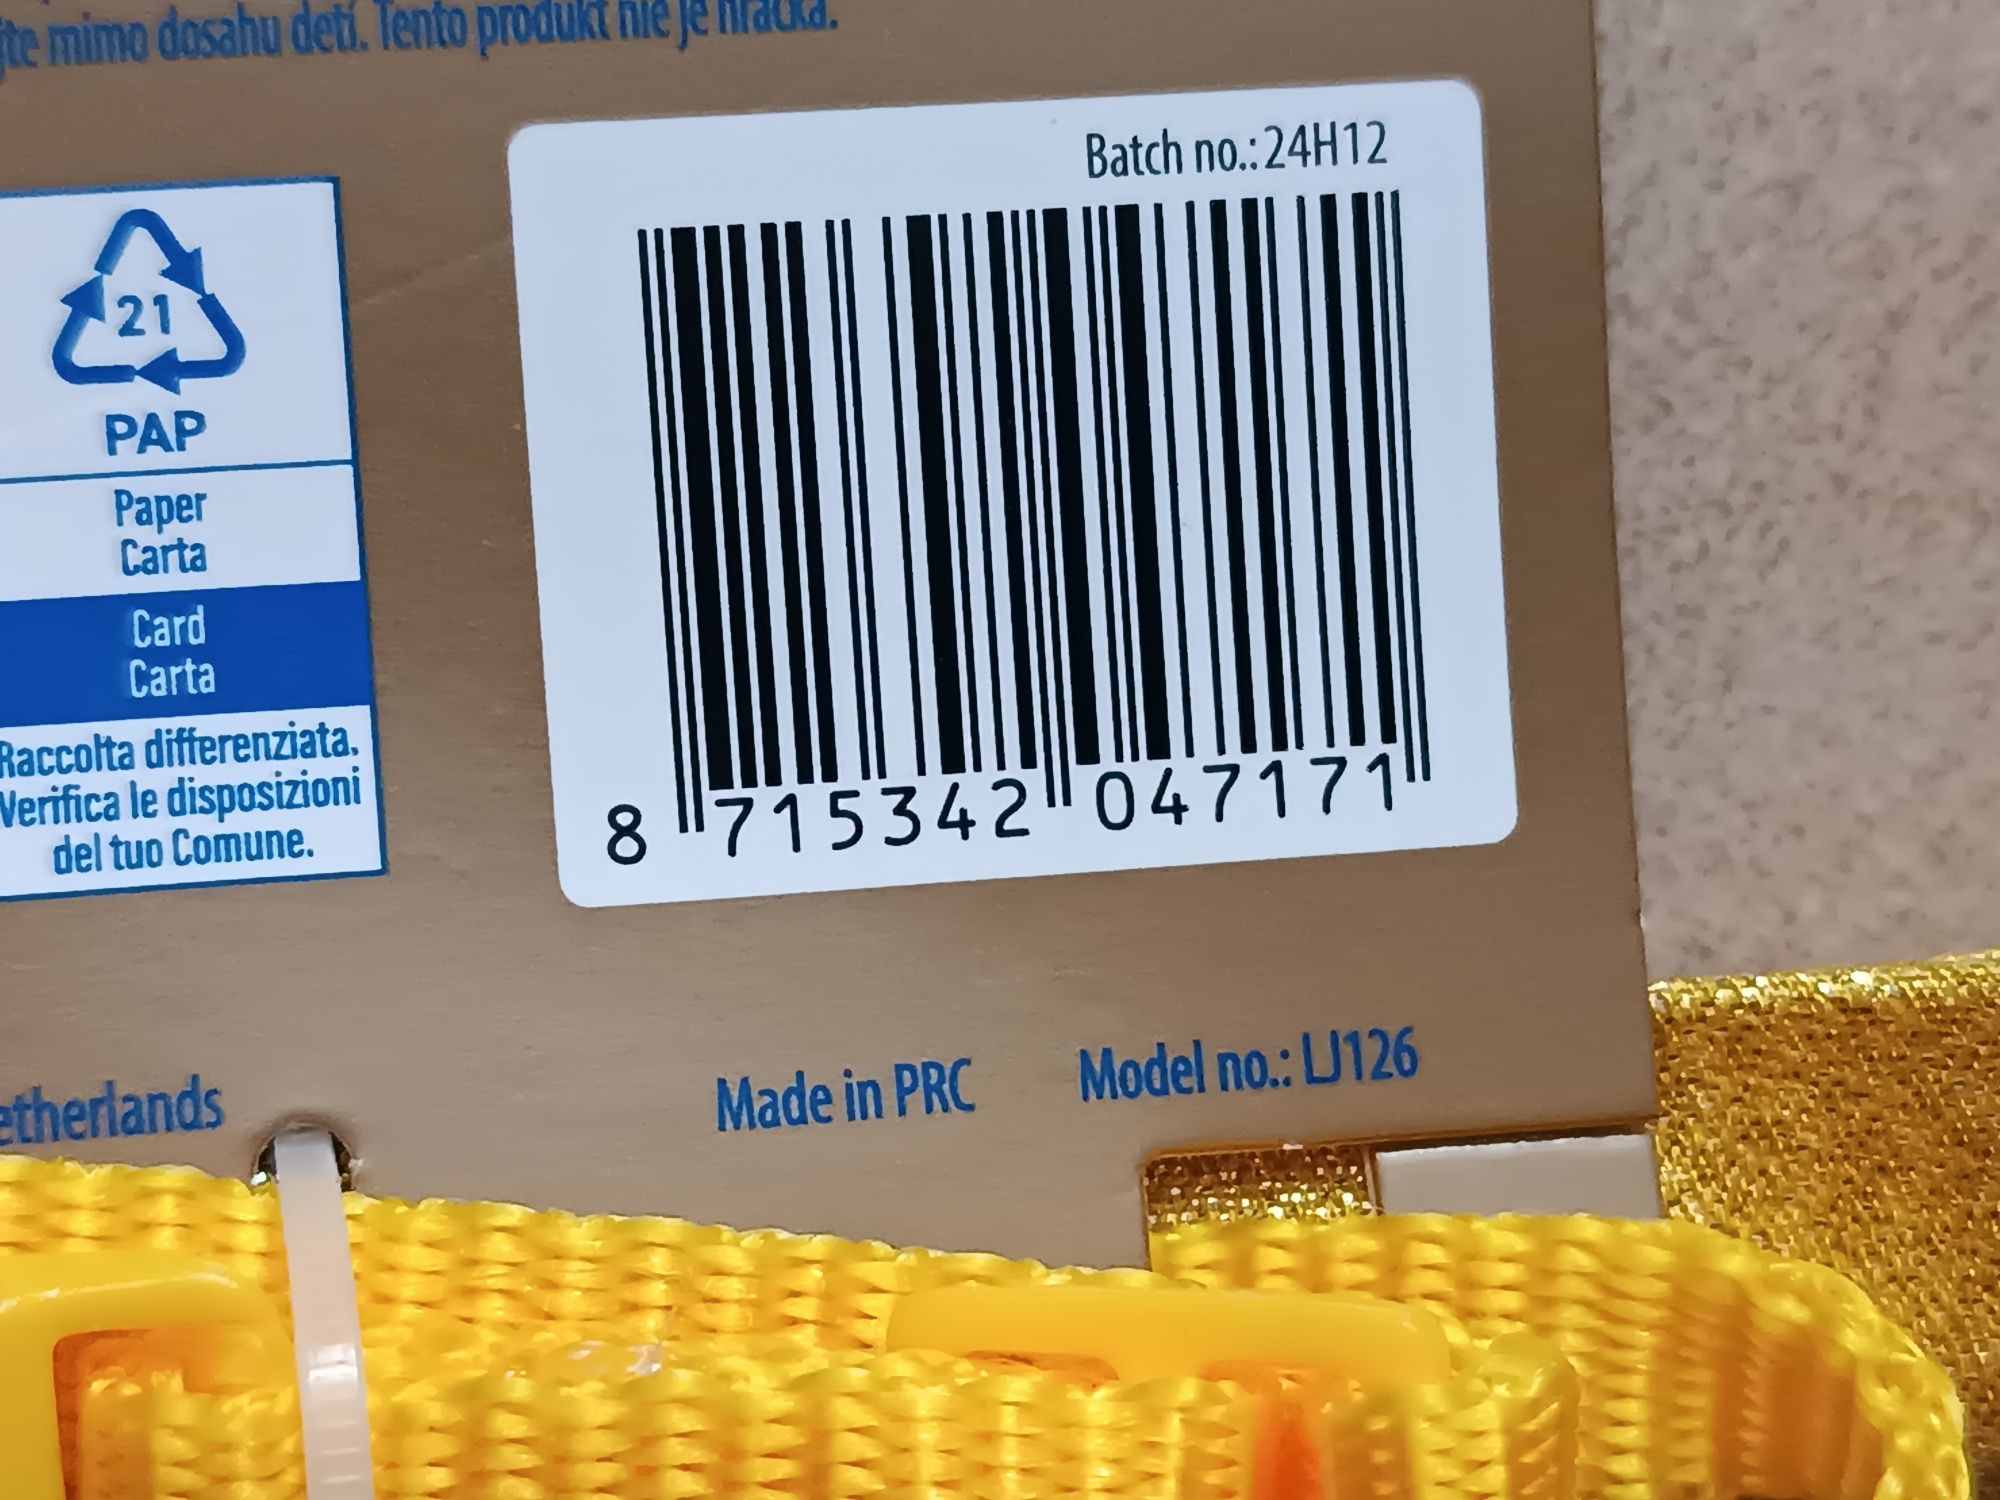 mimo dosahu detí. Tento produkt nie je hračka.
Batch no.:24H12
21
PAP
Paper
Carta
Card
Carta
Raccolta differenziata.
Verifica le disposizioni
del tuo Comune.
8 715342 047171
etherlands
Made in PRC
Model no.: LJ126